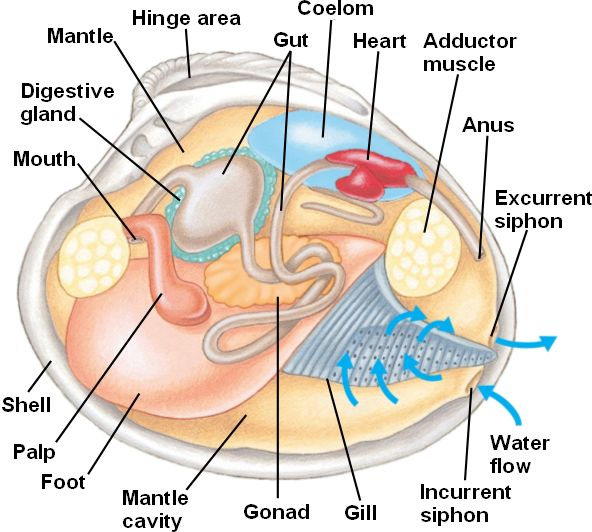 Coelom
Hinge area
Mantle
Gut
Heart
Adductor
muscle
Digestive
gland
Anus
Mouth
Excurrent
siphon
Shell
Palp
Foot
Mantle
cavity
Gonad
Gill
Incurrent
siphon
Water
flow